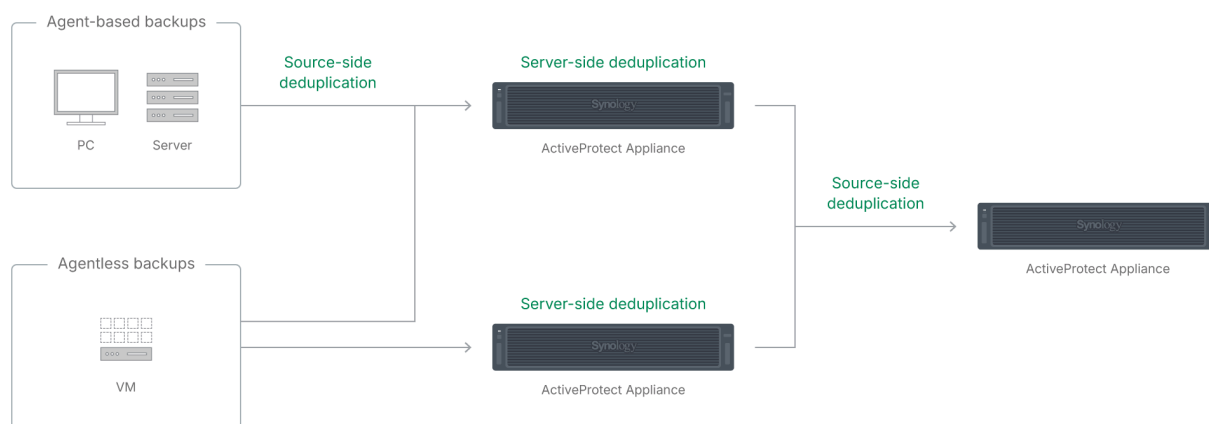 Agent-based backups
PC
Server
Source-side
deduplication
Server-side deduplication
Synology
ActiveProtect Appliance
Source-side
deduplication
Synology
ActiveProtect Appliance
Agentless backups
VM
Server-side deduplication
Synology
ActiveProtect Appliance